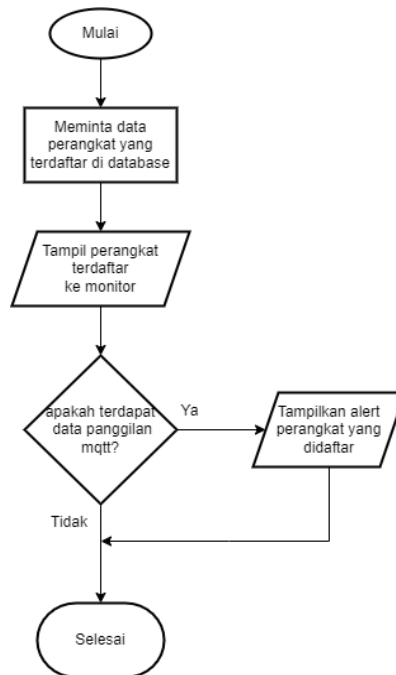 Mulai
Meminta data
perangkat yang
terdaftar di database
Tampil perangkat
terdaftar
ke monitor
apakah terdapat
data panggilan
mqtt?
Ya
Tampilkan alert
perangkat yang
didaftar
Tidak
Selesai